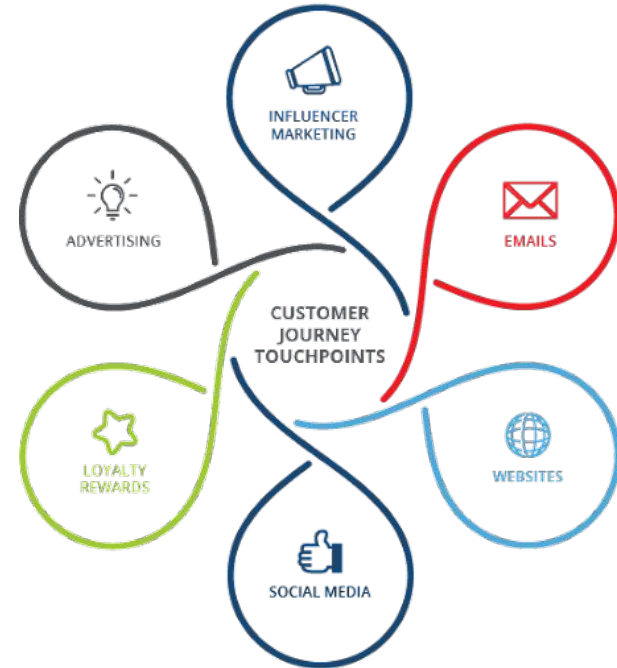 INFLUENCER
MARKETING
ADVERTISING
EMAILS
CUSTOMER
JOURNEY
TOUCHPOINTS
LOYALTY
REWARDS
WEBSITES
SOCIAL MEDIA